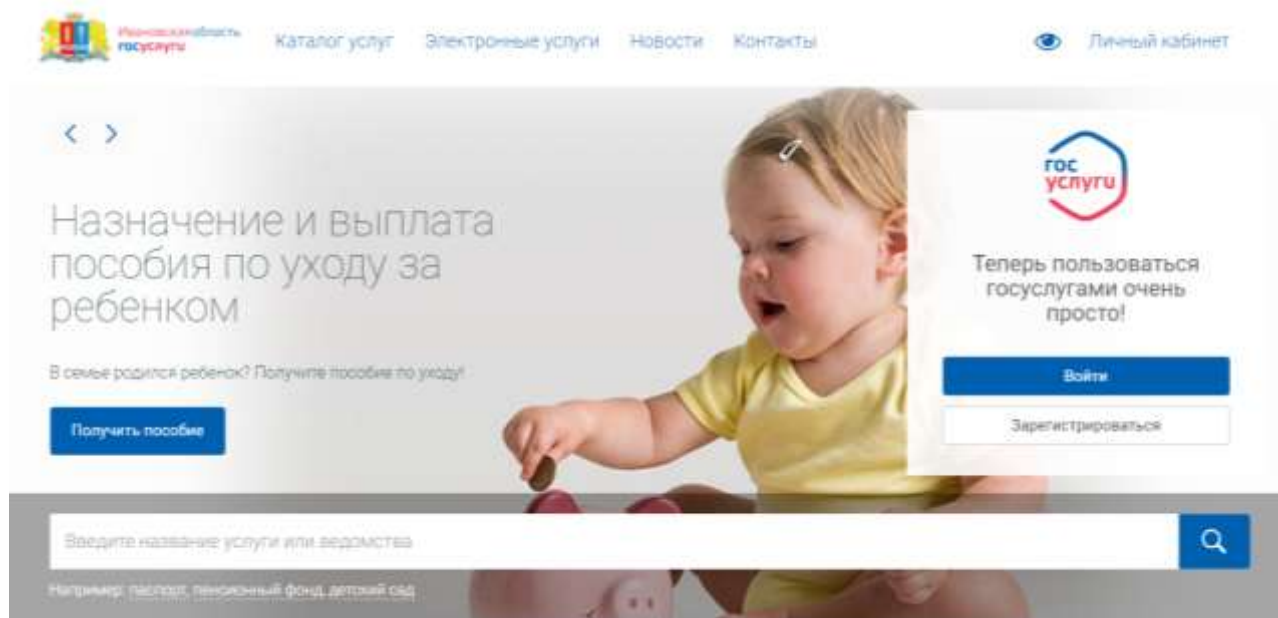 Ивановская область
госуслуги
Каталог услуг
Электронные услуги
Новости
Контакты
Личный кабинет
Назначение и выплата
пособия по уходу за
ребенком
В семье родился ребенок? Получите пособие по уходу!
Получить пособие
гос
услуги
Теперь пользоваться
госуслугами очень
просто!
Войти
Зарегистрироваться
Введите название услуги или ведомства
Например: паспорт, пенсионный фонд, детский сад